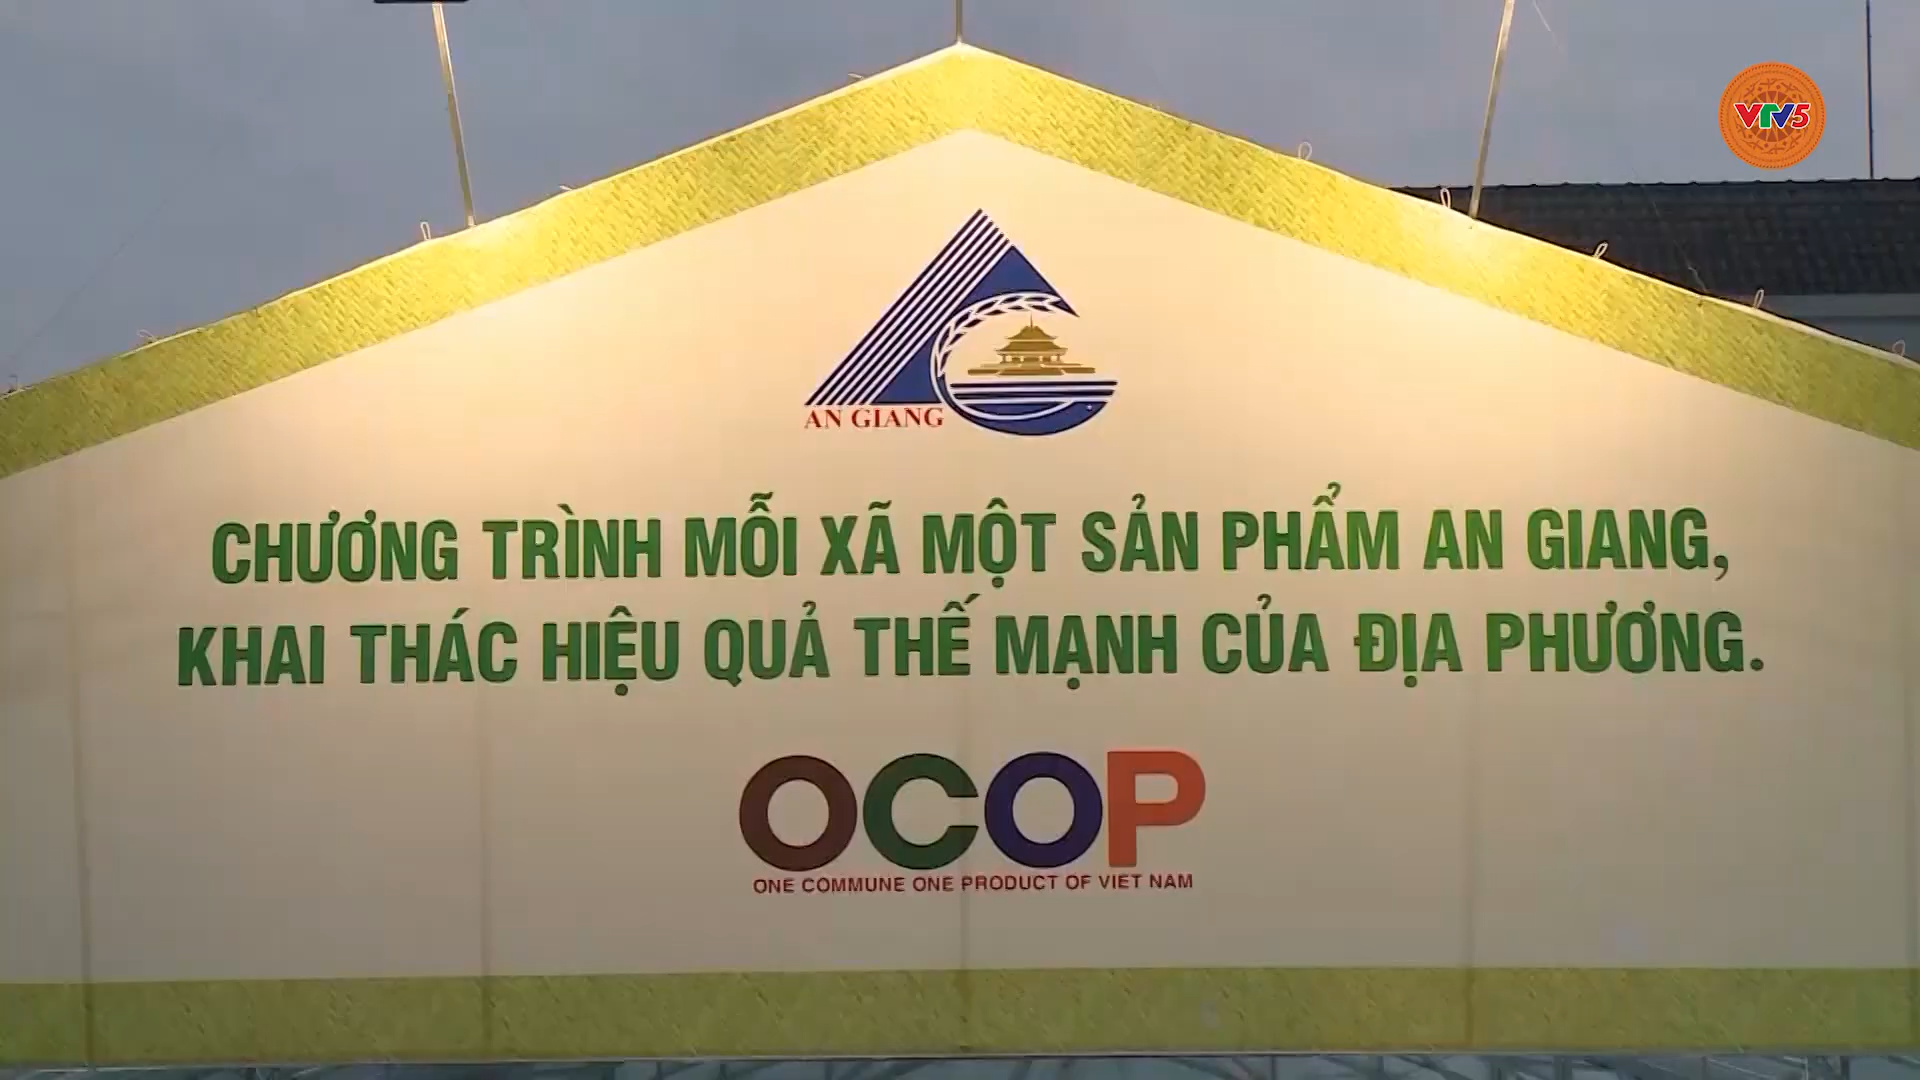 VTV5
AN GIANG
CHƯƠNG TRÌNH MỖI XÃ MỘT SẢN PHẨM AN GIANG,
KHAI THÁC HIỆU QUẢ THẾ MẠNH CỦA ĐỊA PHƯƠNG.
OCOP
ONE COMMUNE ONE PRODUCT OF VIET NAM